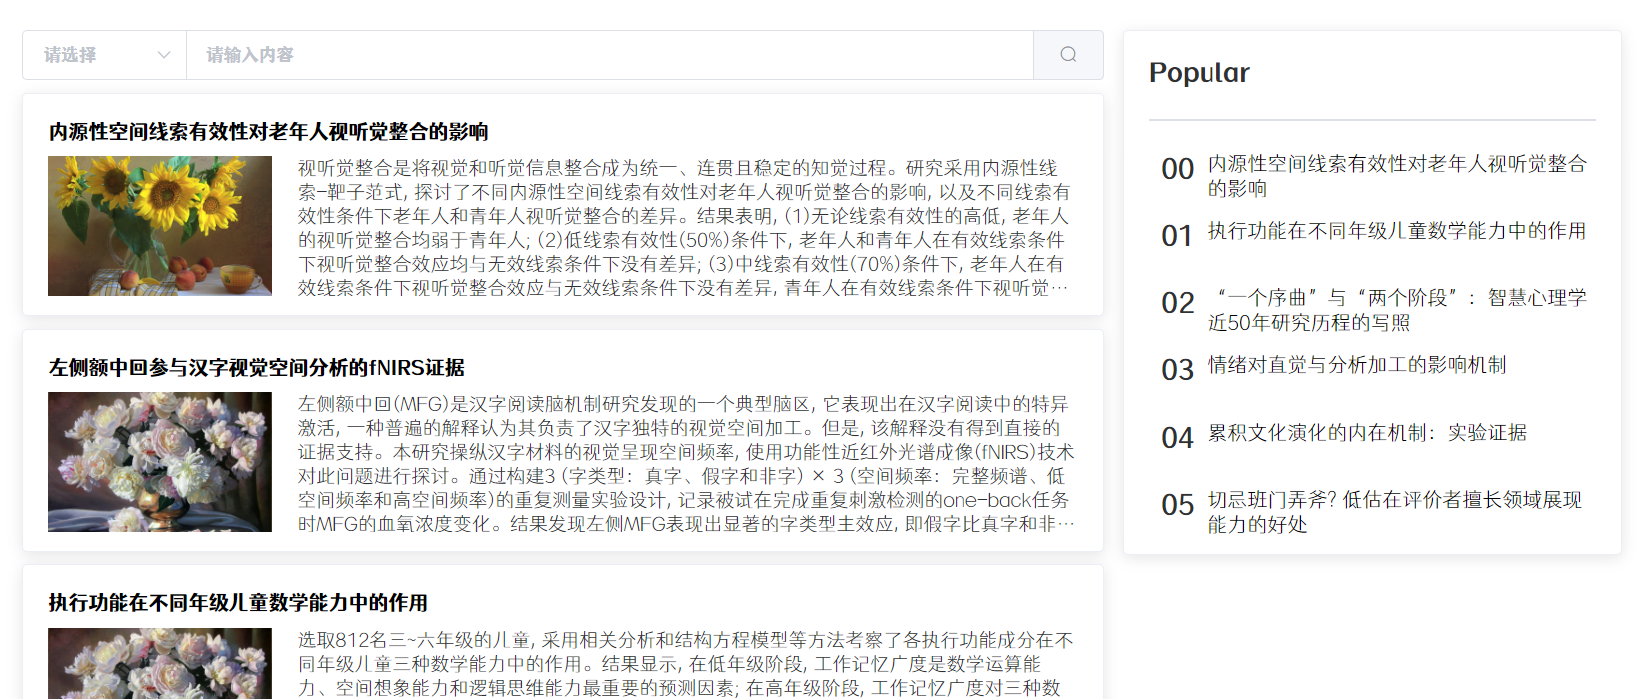 请选择
请输入内容
内源性空间线索有效性对老年人视听觉整合的影响
视听觉整合是将视觉和听觉信息整合成为统一、连贯且稳定的知觉过程。研究采用内源性线
索-靶子范式, 探讨了不同内源性空间线索有效性对老年人视听觉整合的影响, 以及不同线索有
效性条件下老年人和青年人视听觉整合的差异。结果表明, (1)无论线索有效性的高低, 老年人
的视听觉整合均弱于青年人; (2)低线索有效性(50%)条件下, 老年人和青年人在有效线索条件
下视听觉整合效应均与无效线索条件下没有差异; (3)中线索有效性(70%)条件下, 老年人在有
效线索条件下视听觉整合效应与无效线索条件下没有差异, 青年人在有效线索条件下视听觉…
左侧额中回参与汉字视觉空间分析的fNIRS证据
左侧额中回(MFG)是汉字阅读脑机制研究发现的一个典型脑区, 它表现出在汉字阅读中的特异
激活, 一种普遍的解释认为其负责了汉字独特的视觉空间加工。但是, 该解释没有得到直接的
证据支持。本研究操纵汉字材料的视觉呈现空间频率, 使用功能性近红外光谱成像(fNIRS)技术
对此问题进行探讨。通过构建3 (字类型：真字、假字和非字) × 3 (空间频率：完整频谱、低
空间频率和高空间频率)的重复测量实验设计, 记录被试在完成重复刺激检测的one-back任务
时MFG的血氧浓度变化。结果发现左侧MFG表现出显著的字类型主效应, 即假字比真字和非…
执行功能在不同年级儿童数学能力中的作用
选取812名三~六年级的儿童, 采用相关分析和结构方程模型等方法考察了各执行功能成分在不
同年级儿童三种数学能力中的作用。结果显示, 在低年级阶段, 工作记忆广度是数学运算能
力、空间想象能力和逻辑思维能力最重要的预测因素; 在高年级阶段, 工作记忆广度对三种数
Popular
00 内源性空间线索有效性对老年人视听觉整合
的影响
01 执行功能在不同年级儿童数学能力中的作用
02 “一个序曲”与“两个阶段”：智慧心理学
近50年研究历程的写照
03 情绪对直觉与分析加工的影响机制
04 累积文化演化的内在机制：实验证据
05 切忌班门弄斧? 低估在评价者擅长领域展现
能力的好处